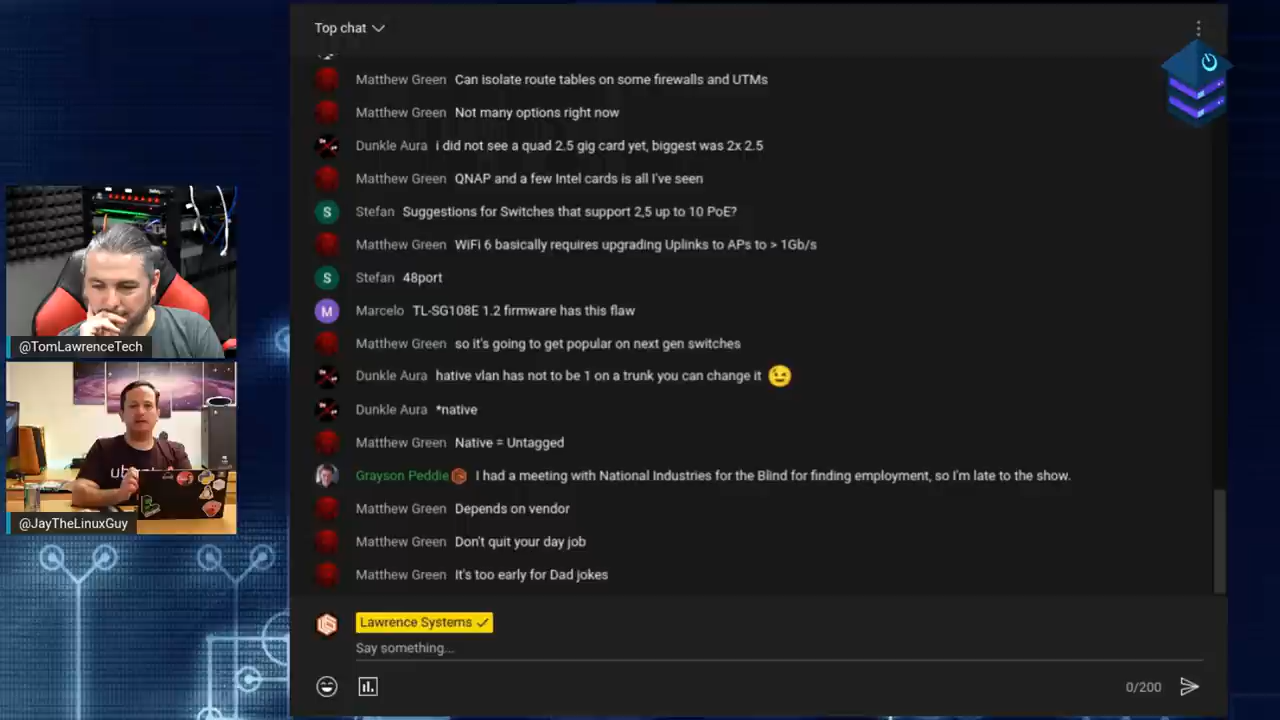 Top chat
Matthew Green Can isolate route tables on some firewalls and UTMs
Matthew Green Not many options right now
Dunkle Aura i did not see a quad 2.5 gig card yet, biggest was 2x 2.5
Matthew Green QNAP and a few Intel cards is all I've seen
S Stefan Suggestions for Switches that support 2,5 up to 10 PoE?
Matthew Green WiFi 6 basically requires upgrading Uplinks to APs to > 1Gb/s
S Stefan 48port
M Marcelo TL-SG108E 1.2 firmware has this flaw
Matthew Green so it's going to get popular on next gen switches
Dunkle Aura hative vlan has not to be 1 on a trunk you can change it 😉
Dunkle Aura *native
Matthew Green Native = Untagged
Grayson Peddie I had a meeting with National Industries for the Blind for finding employment, so I'm late to the show.
Matthew Green Depends on vendor
Matthew Green Don't quit your day job
Matthew Green It's too early for Dad jokes
Lawrence Systems ✓
Say something...
0/200
@TomLawrenceTech
@JayTheLinuxGuy